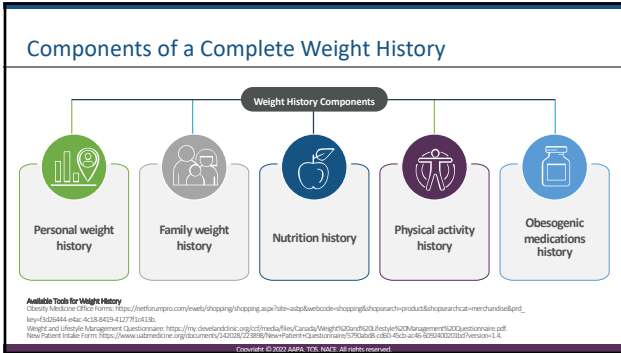 Components of a Complete Weight History
Weight History Components
Personal weight
history
Family weight
history
Nutrition history
Physical activity
history
Obesogenic
medications
history
Available Tools for Weight History
Obesity Medicine Office Forms: https://netforumpro.com/eweb/shopping/shopping.aspx?site=asbp&webcode=shopping&shopsearch=product&shopsearchcat=merchandise&prd_
key=f3d26444-e4ac-4c18-8419-41277f1c413b.
Weight and Lifestyle Management Questionnaire: https://my.clevelandclinic.org/ccf/media/files/Canada/Weight%20and%20Lifestyle%20Management%20Questionnaire.pdf.
New Patient Intake Form: https://www.uabmedicine.org/documents/142028/223898/New+Patient+Questionnaire/5790abd8-cd60-45cb-ac46-6092400201bd?version=1.4.
Copyright © 2022 AAPA. TOS. NACE. All rights reserved.